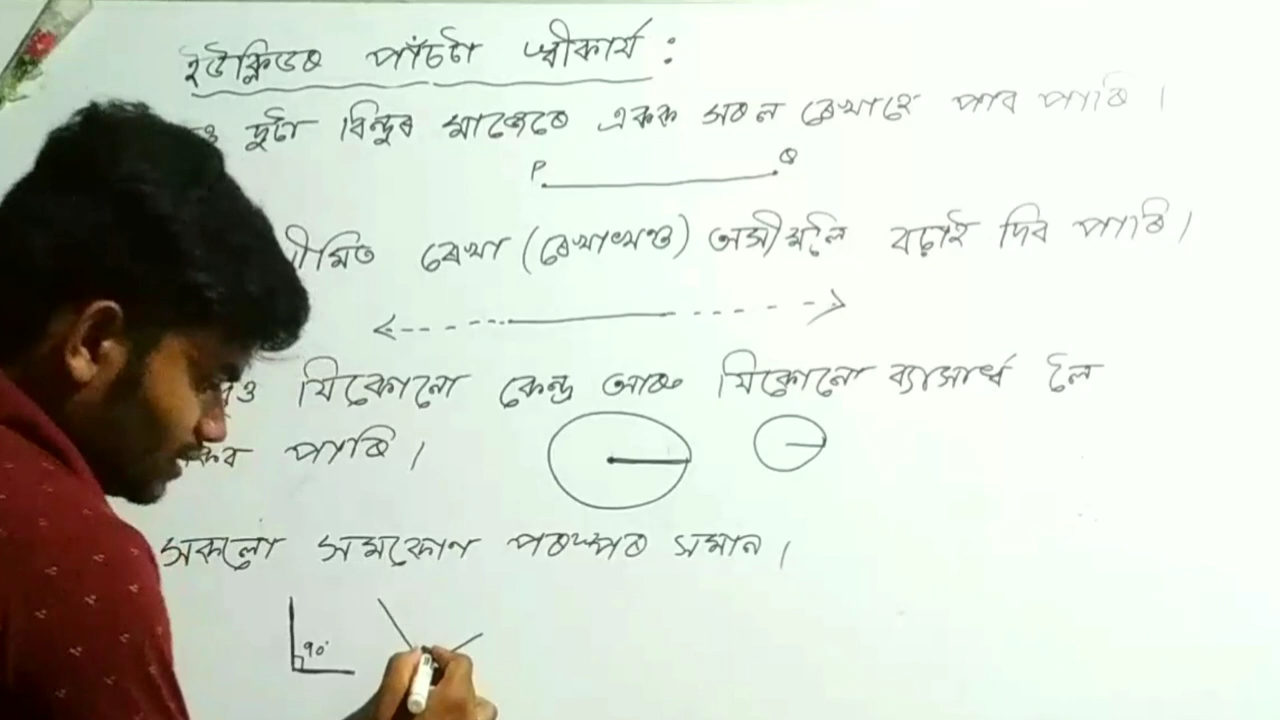 ইউক্লিডৰ পাঁচটা স্বীকাৰ্য :
দুটা বিন্দুৰ মাজেৰে একক সৰল ৰেখাহে পাব পাৰি।
P Q
ৰেখা (ৰেখাখণ্ড) অসীমলৈ বঢ়াই দিব পাৰি।
যিকোনো কেন্দ্ৰ আৰু যিকোনো ব্যাসাৰ্ধ লৈ
পাৰি।
সকলো সমকোণ পৰস্পৰ সমান।
90°